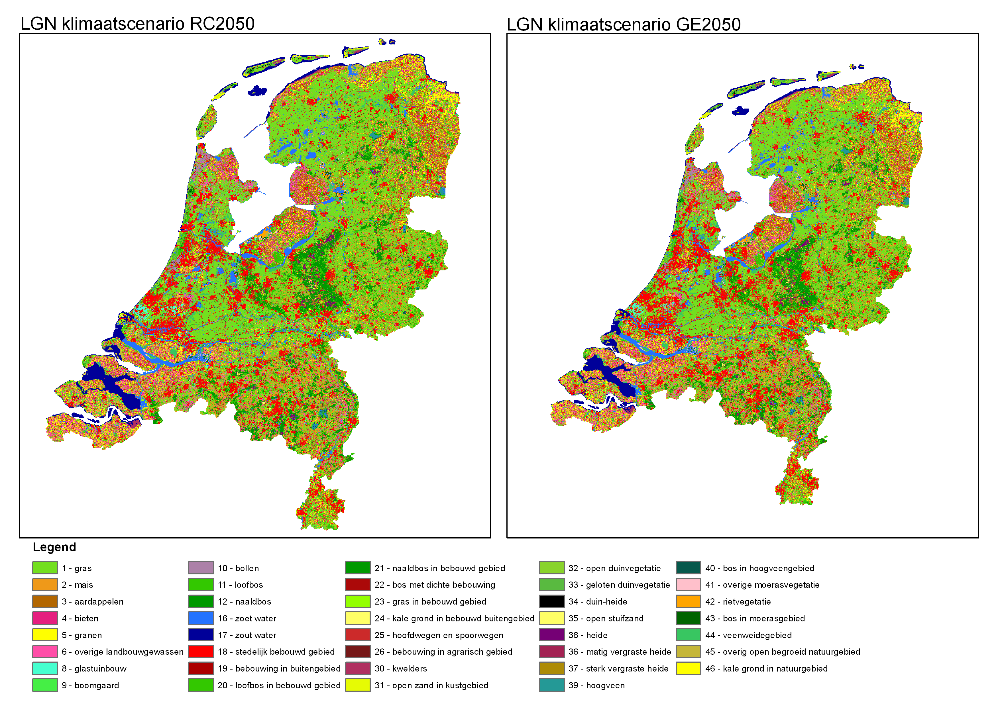 LGN klimaatscenario RC2050
LGN klimaatscenario GE2050
Legend
1 - gras
2 - mais
3 - aardappelen
4 - bieten
5 - granen
6 - overige landbouwgewassen
8 - glastuinbouw
9 - boomgaard
10 - bollen
11 - loofbos
12 - naaldbos
16 - zoet water
17 - zout water
18 - stedelijk bebouwd gebied
19 - bebouwing in buitengebied
20 - loofbos in bebouwd gebied
21 - naaldbos in bebouwd gebied
22 - bos met dichte bebouwing
23 - gras in bebouwd gebied
24 - kale grond in bebouwd buitengebied
25 - hoofdwegen en spoorwegen
26 - bebouwing in agrarisch gebied
30 - kwelders
31 - open zand in kustgebied
32 - open duinvegetatie
33 - geloten duinvegetatie
34 - duin-heide
35 - open stuifzand
36 - heide
36 - matig vergraste heide
37 - sterk vergraste heide
39 - hoogveen
40 - bos in hoogveengebied
41 - overige moerasvegetatie
42 - rietvegetatie
43 - bos in moerasgebied
44 - veenweidegebied
45 - overig open begroeid natuurgebied
46 - kale grond in natuurgebied